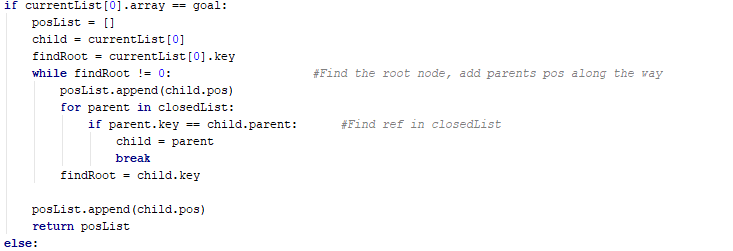 if currentList[0].array == goal:
    posList = []
    child = currentList[0]
    findRoot = currentList[0].key
    while findRoot != 0:                    #Find the root node, add parents pos along the way
        posList.append(child.pos)
        for parent in closedList:
            if parent.key == child.parent:      #Find ref in closedList
                child = parent
                break
        findRoot = child.key

    posList.append(child.pos)
    return posList
else: